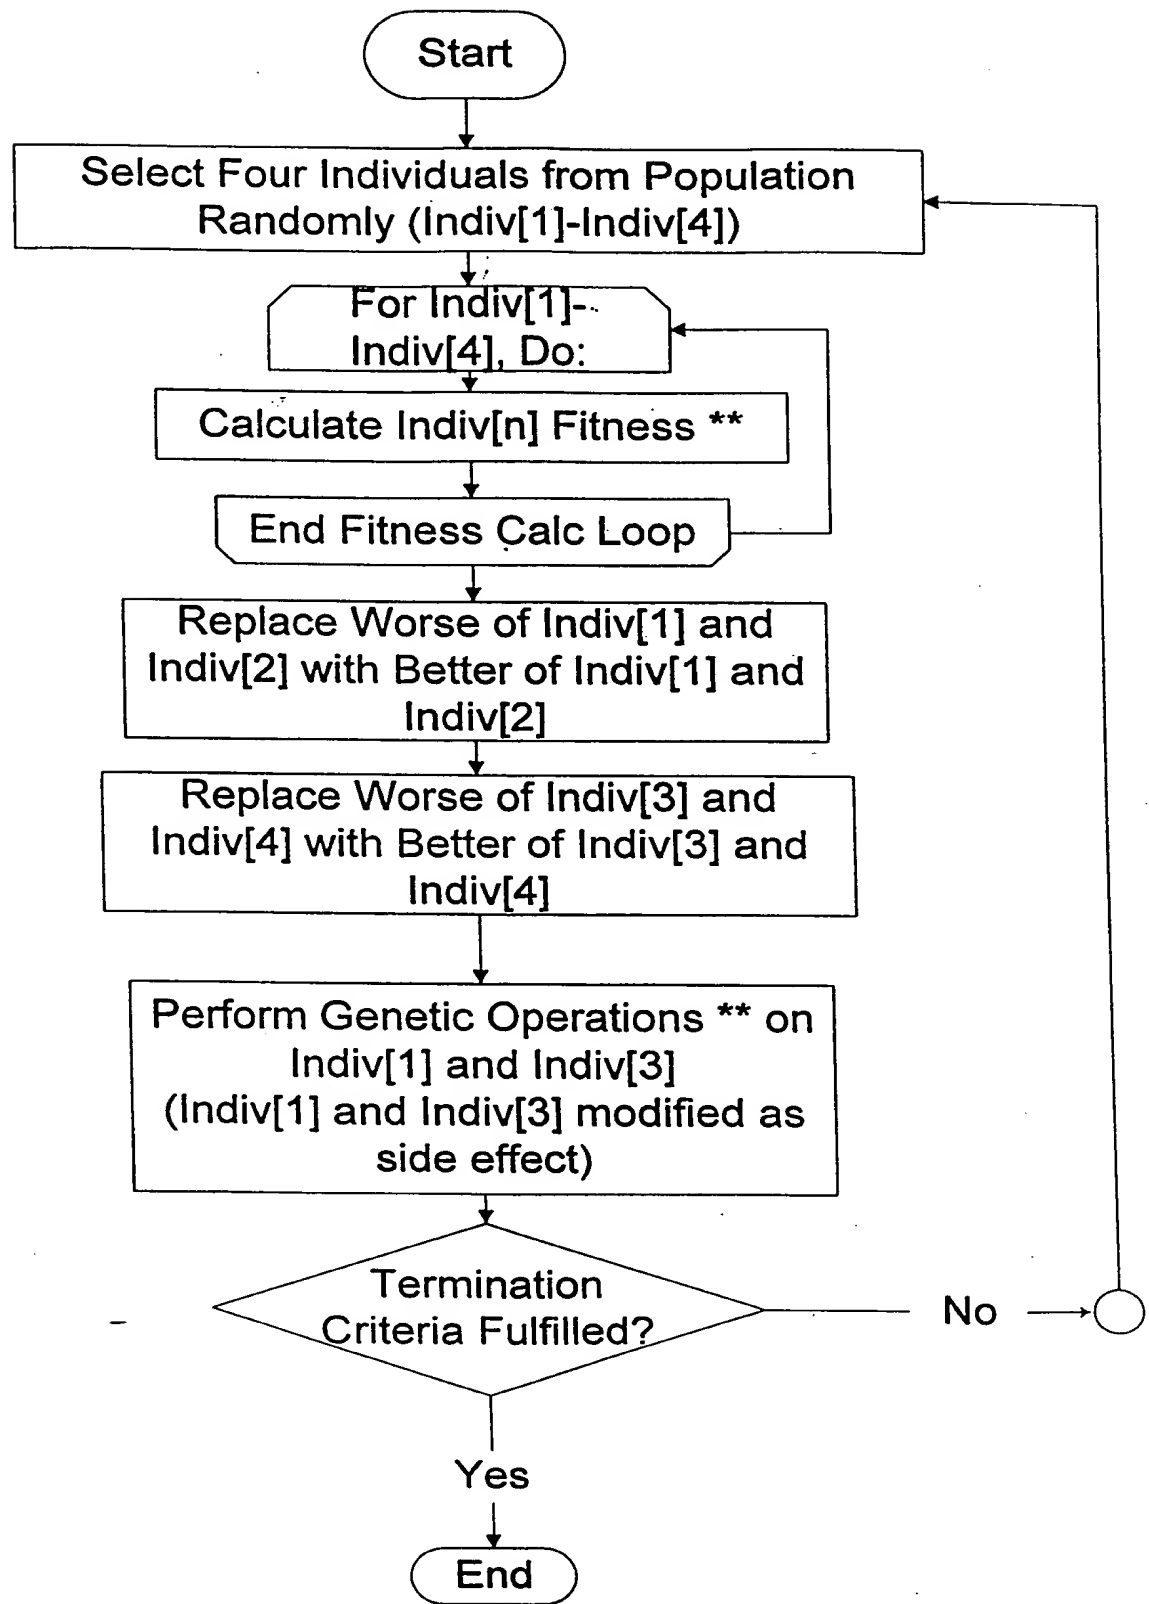 Start
Select Four Individuals from Population
Randomly (Indiv[1]-Indiv[4])
For Indiv[1]-
Indiv[4], Do:
Calculate Indiv[n] Fitness **
End Fitness Calc Loop
Replace Worse of Indiv[1] and
Indiv[2] with Better of Indiv[1] and
Indiv[2]
Replace Worse of Indiv[3] and
Indiv[4] with Better of Indiv[3] and
Indiv[4]
Perform Genetic Operations ** on
Indiv[1] and Indiv[3]
(Indiv[1] and Indiv[3] modified as
side effect)
Termination
Criteria Fulfilled?
No
Yes
End